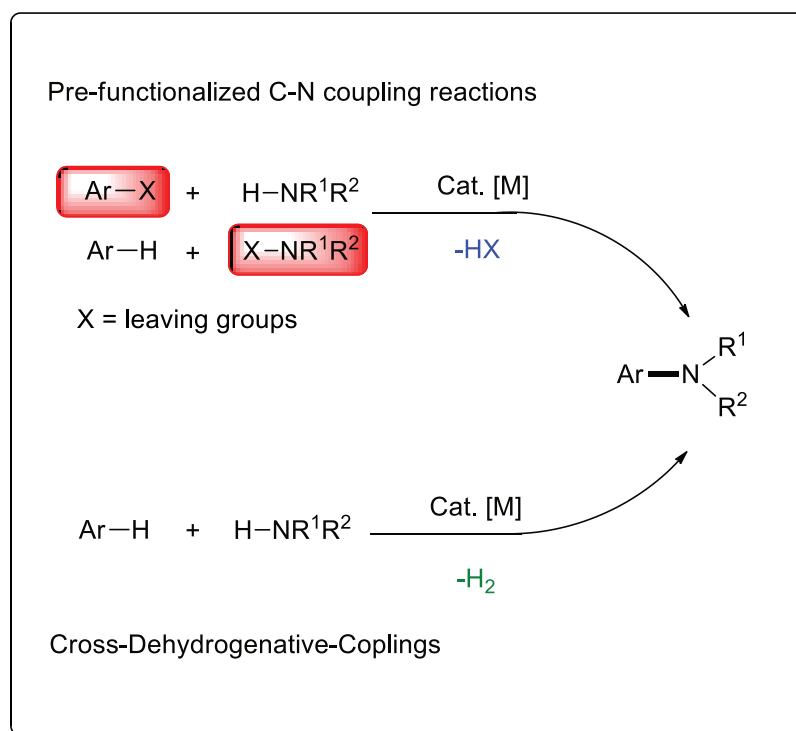 Pre-functionalized C-N coupling reactions
Ar–X + H–NR¹R² Cat. [M]
Ar–H + X–NR¹R² -HX
X = leaving groups
Ar–N R¹ R²
Ar–H + H–NR¹R² Cat. [M]
-H₂
Cross-Dehydrogenative-Coplings